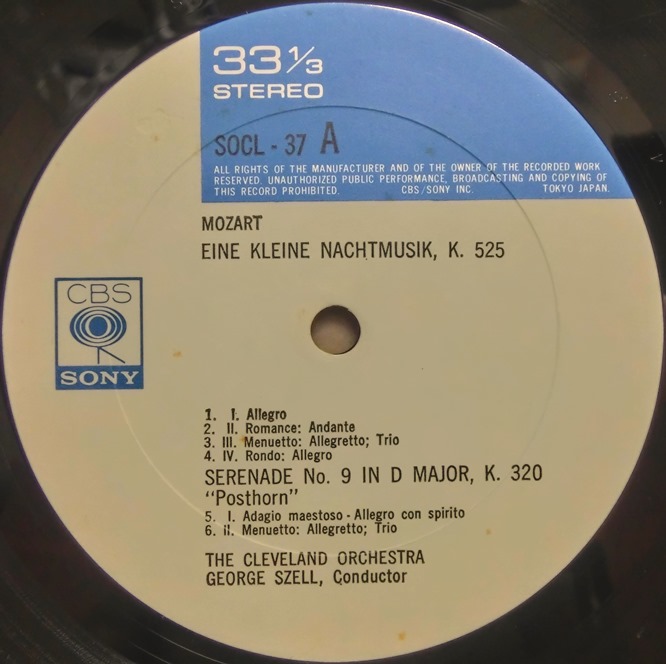 33 1/3
STEREO
SOCL - 37 A
ALL RIGHTS OF THE MANUFACTURER AND OF THE OWNER OF THE RECORDED WORK
RESERVED. UNAUTHORIZED PUBLIC PERFORMANCE, BROADCASTING AND COPYING OF
THIS RECORD PROHIBITED. CBS/SONY INC. TOKYO JAPAN.
MOZART
EINE KLEINE NACHTMUSIK, K. 525
CBS
SONY
1. I. Allegro
2. II. Romance: Andante
3. III. Menuetto: Allegretto; Trio
4. IV. Rondo: Allegro
SERENADE No. 9 IN D MAJOR, K. 320
“Posthorn”
5. I. Adagio maestoso - Allegro con spirito
6. II. Menuetto: Allegretto; Trio
THE CLEVELAND ORCHESTRA
GEORGE SZELL, Conductor